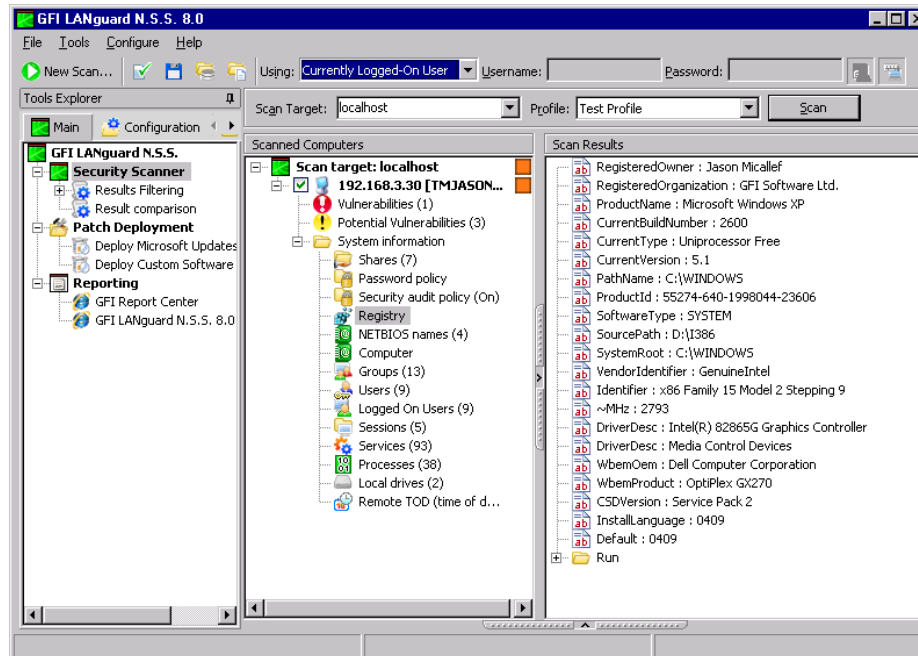 GFI LANguard N.S.S. 8.0
File Tools Configure Help
New Scan... Using: Currently Logged-On User Username: Password:
Tools Explorer
Main Configuration
GFI LANguard N.S.S.
Security Scanner
Results Filtering
Result comparison
Patch Deployment
Deploy Microsoft Updates
Deploy Custom Software
Reporting
GFI Report Center
GFI LANguard N.S.S. 8.0
Scan Target: localhost Profile: Test Profile Scan
Scanned Computers
Scan target: localhost
192.168.3.30 [TMJASON...
Vulnerabilities (1)
Potential Vulnerabilities (3)
System information
Shares (7)
Password policy
Security audit policy (On)
Registry
NETBIOS names (4)
Computer
Groups (13)
Users (9)
Logged On Users (9)
Sessions (5)
Services (93)
Processes (38)
Local drives (2)
Remote TOD (time of d...
Scan Results
RegisteredOwner : Jason Micallef
RegisteredOrganization : GFI Software Ltd.
ProductName : Microsoft Windows XP
CurrentBuildNumber : 2600
CurrentType : Uniprocessor Free
CurrentVersion : 5.1
PathName : C:\WINDOWS
ProductId : 55274-640-1998044-23606
SoftwareType : SYSTEM
SourcePath : D:\I386
SystemRoot : C:\WINDOWS
VendorIdentifier : GenuineIntel
Identifier : x86 Family 15 Model 2 Stepping 9
~MHz : 2793
DriverDesc : Intel(R) 82865G Graphics Controller
DriverDesc : Media Control Devices
WbemOem : Dell Computer Corporation
WbemProduct : OptiPlex GX270
CSDVersion : Service Pack 2
InstallLanguage : 0409
Default : 0409
Run